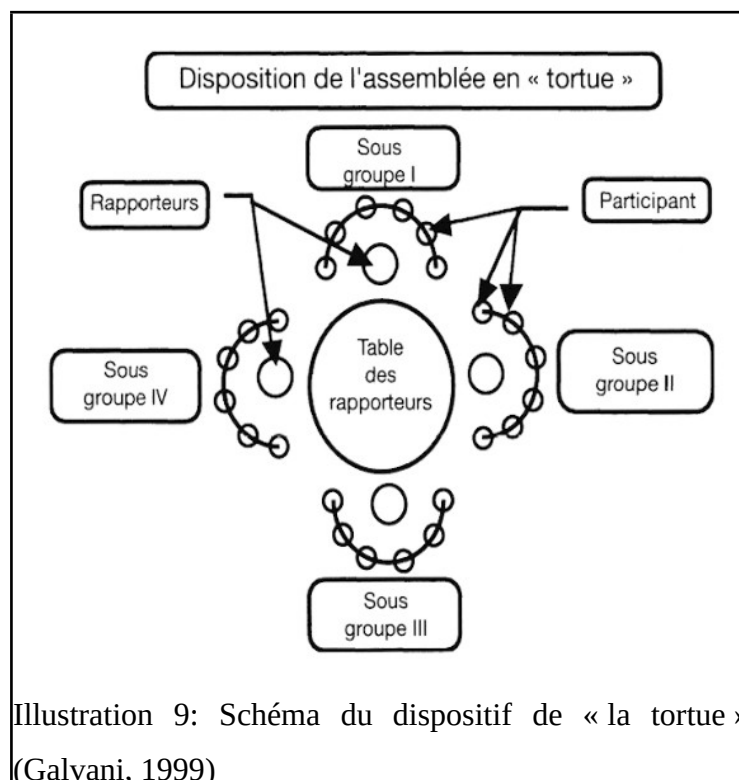 Disposition de l'assemblée en « tortue »
Sous
groupe I
Rapporteurs
Participant
Table
des
rapporteurs
Sous
groupe IV
Sous
groupe II
Sous
groupe III
Illustration 9: Schéma du dispositif de « la tortue »
(Galvani, 1999)